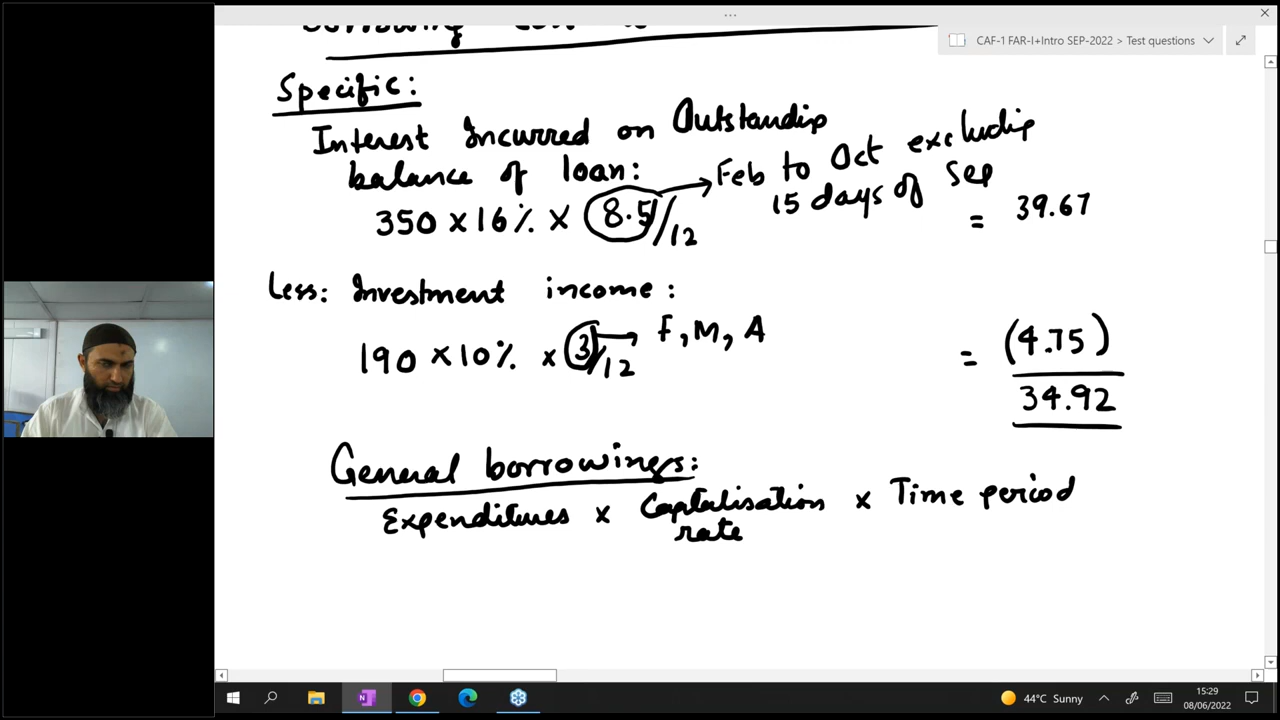 CAF-1 FAR-I+Intro SEP-2022 > Test questions
Specific:
Interest Incurred on Outstanding
balance of loan:
350 × 16% × 8.5/12 = 39.67
Feb to Oct excluding
15 days of Sep
Less: Investment income:
190 × 10% × 3/12 = (4.75)
F, M, A
34.92
General borrowings:
Expenditures × Capitalisation × Time period
rate
44°C Sunny
15:29
08/06/2022